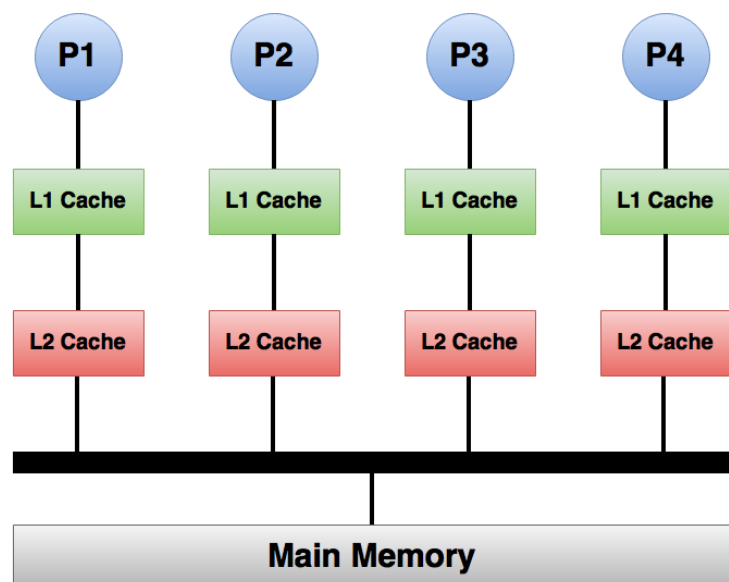 P1 P2 P3 P4
L1 Cache L1 Cache L1 Cache L1 Cache
L2 Cache L2 Cache L2 Cache L2 Cache
Main Memory